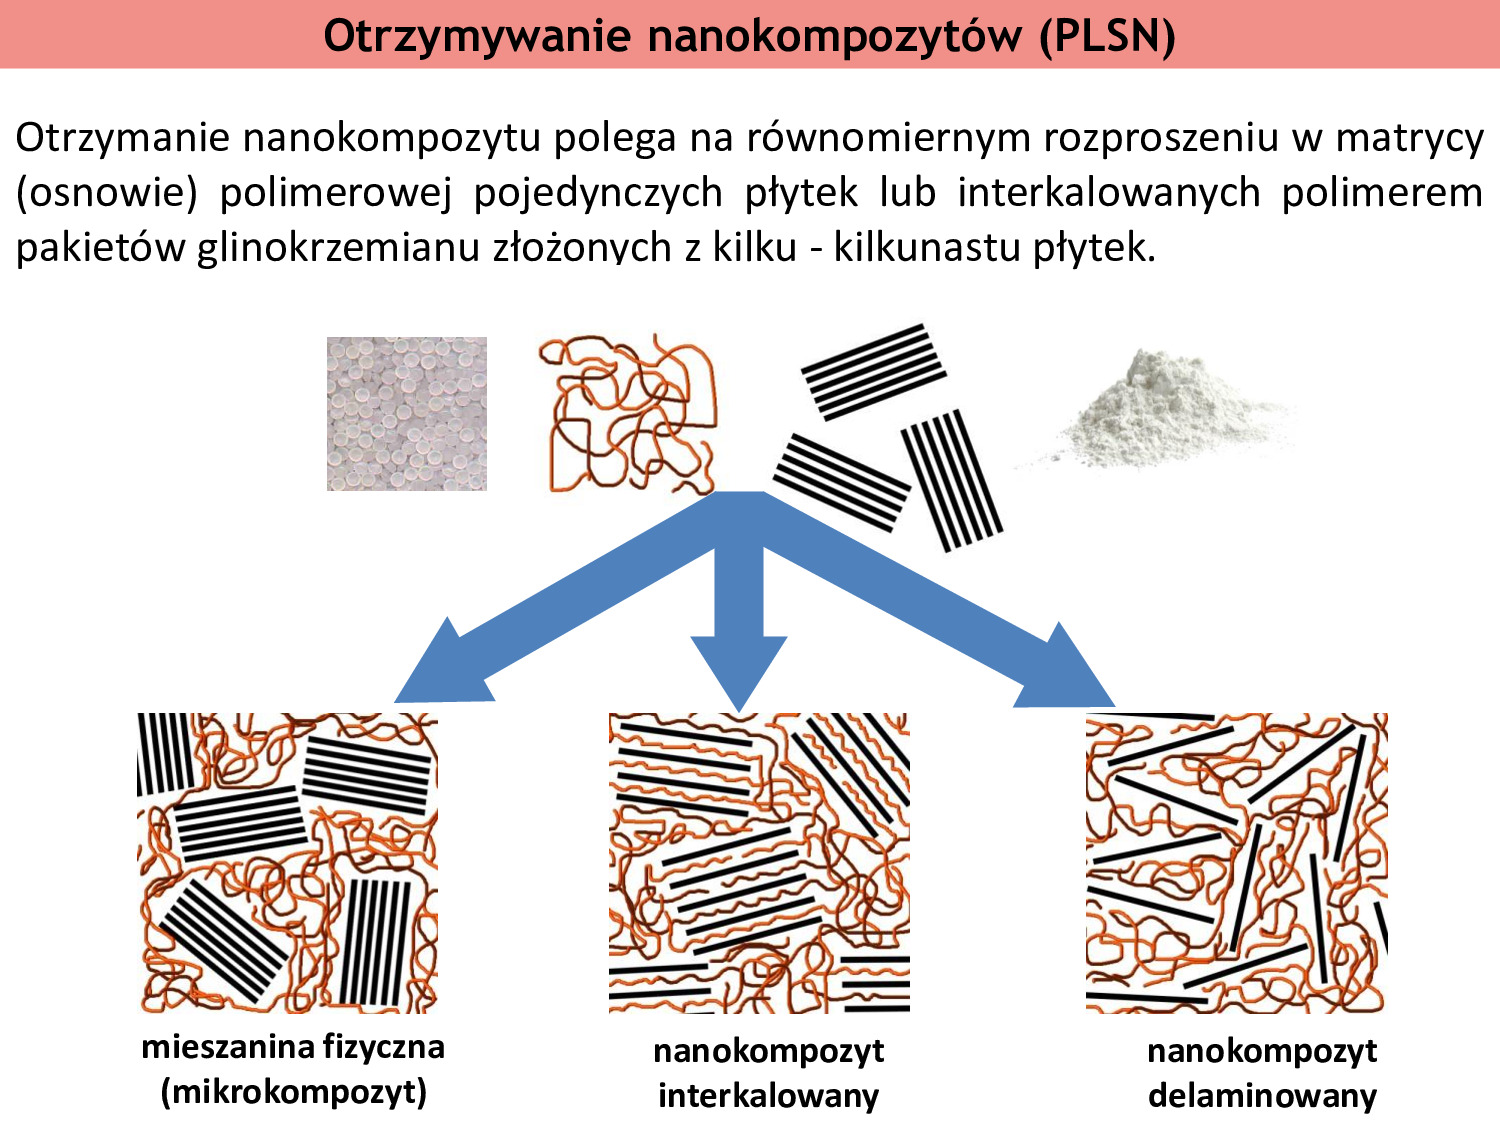 Otrzymywanie nanokompozytów (PLSN)
Otrzymanie nanokompozytu polega na równomiernym rozproszeniu w matrycy
(osnowie) polimerowej pojedynczych płytek lub interkalowanych polimerem
pakietów glinokrzemianu złożonych z kilku - kilkunastu płytek.
mieszanina fizyczna
(mikrokompozyt)
nanokompozyt
interkalowany
nanokompozyt
delaminowany